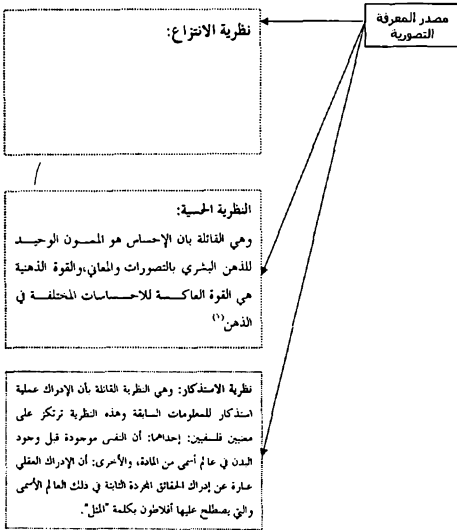 مصدر المعرفة
التصورية
نظرية الانتزاع:
النظرية الحسية:
وهي القائلة بان الإحساس هو الممون الوحيد
للذهن البشري بالتصورات والمعاني،والقوة الذهنية
هي القوة العاكسة للاحساسات المختلفة في
الذهن(١)
نظرية الاستذكار: وهي النظرية القائلة بأن الإدراك عملية
استذكار للمعلومات السابقة وهذه النظرية ترتكز على
معنيين فلسفيين: إحداهما: أن النفس موجودة قبل وجود
البدن في عالم أسمى من المادة، والأخرى: أن الإدراك العقلي
عبارة عن إدراك الحقائق المجردة الثابتة في ذلك العالم الأسمى
والتي يصطلح عليها أفلاطون بكلمة "المثل".